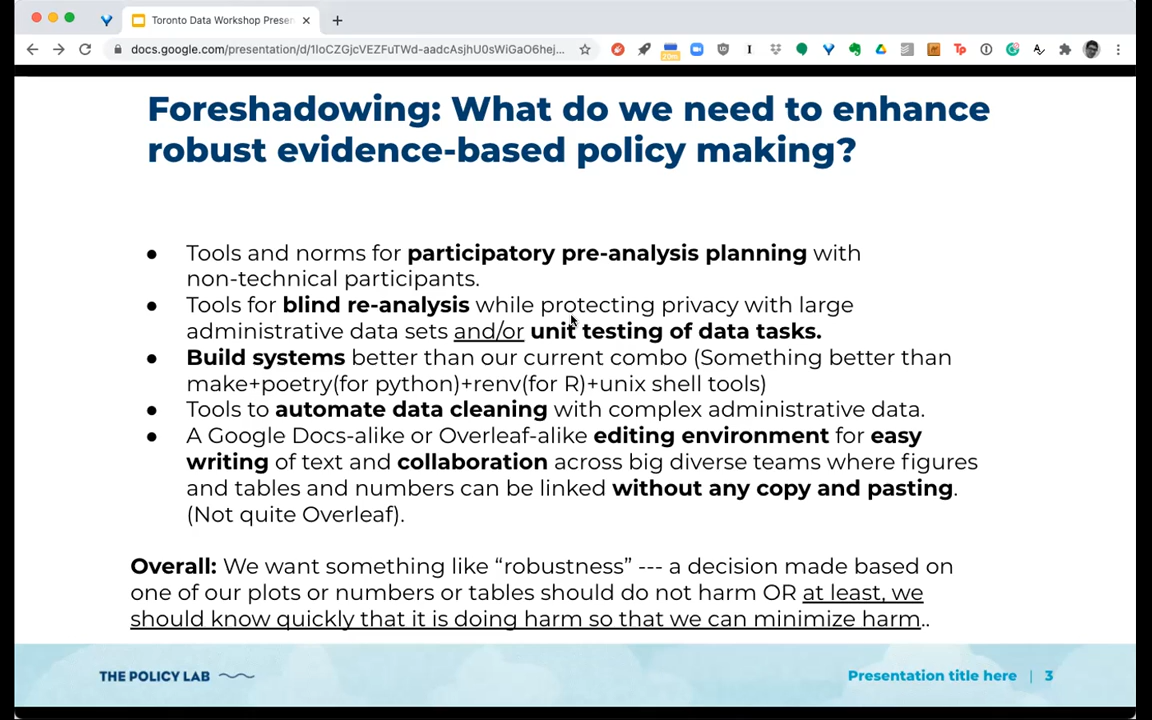 Toronto Data Workshop Presen
docs.google.com/presentation/d/1loCZGjcVEZFuTWd-aadcAsjhU0sWiGaO6hej...
Foreshadowing: What do we need to enhance
robust evidence-based policy making?
● Tools and norms for participatory pre-analysis planning with
non-technical participants.
● Tools for blind re-analysis while protecting privacy with large
administrative data sets and/or unit testing of data tasks.
● Build systems better than our current combo (Something better than
make+poetry(for python)+renv(for R)+unix shell tools)
● Tools to automate data cleaning with complex administrative data.
● A Google Docs-alike or Overleaf-alike editing environment for easy
writing of text and collaboration across big diverse teams where figures
and tables and numbers can be linked without any copy and pasting.
(Not quite Overleaf).
Overall: We want something like “robustness” --- a decision made based on
one of our plots or numbers or tables should do not harm OR at least, we
should know quickly that it is doing harm so that we can minimize harm..
THE POLICY LAB
Presentation title here | 3